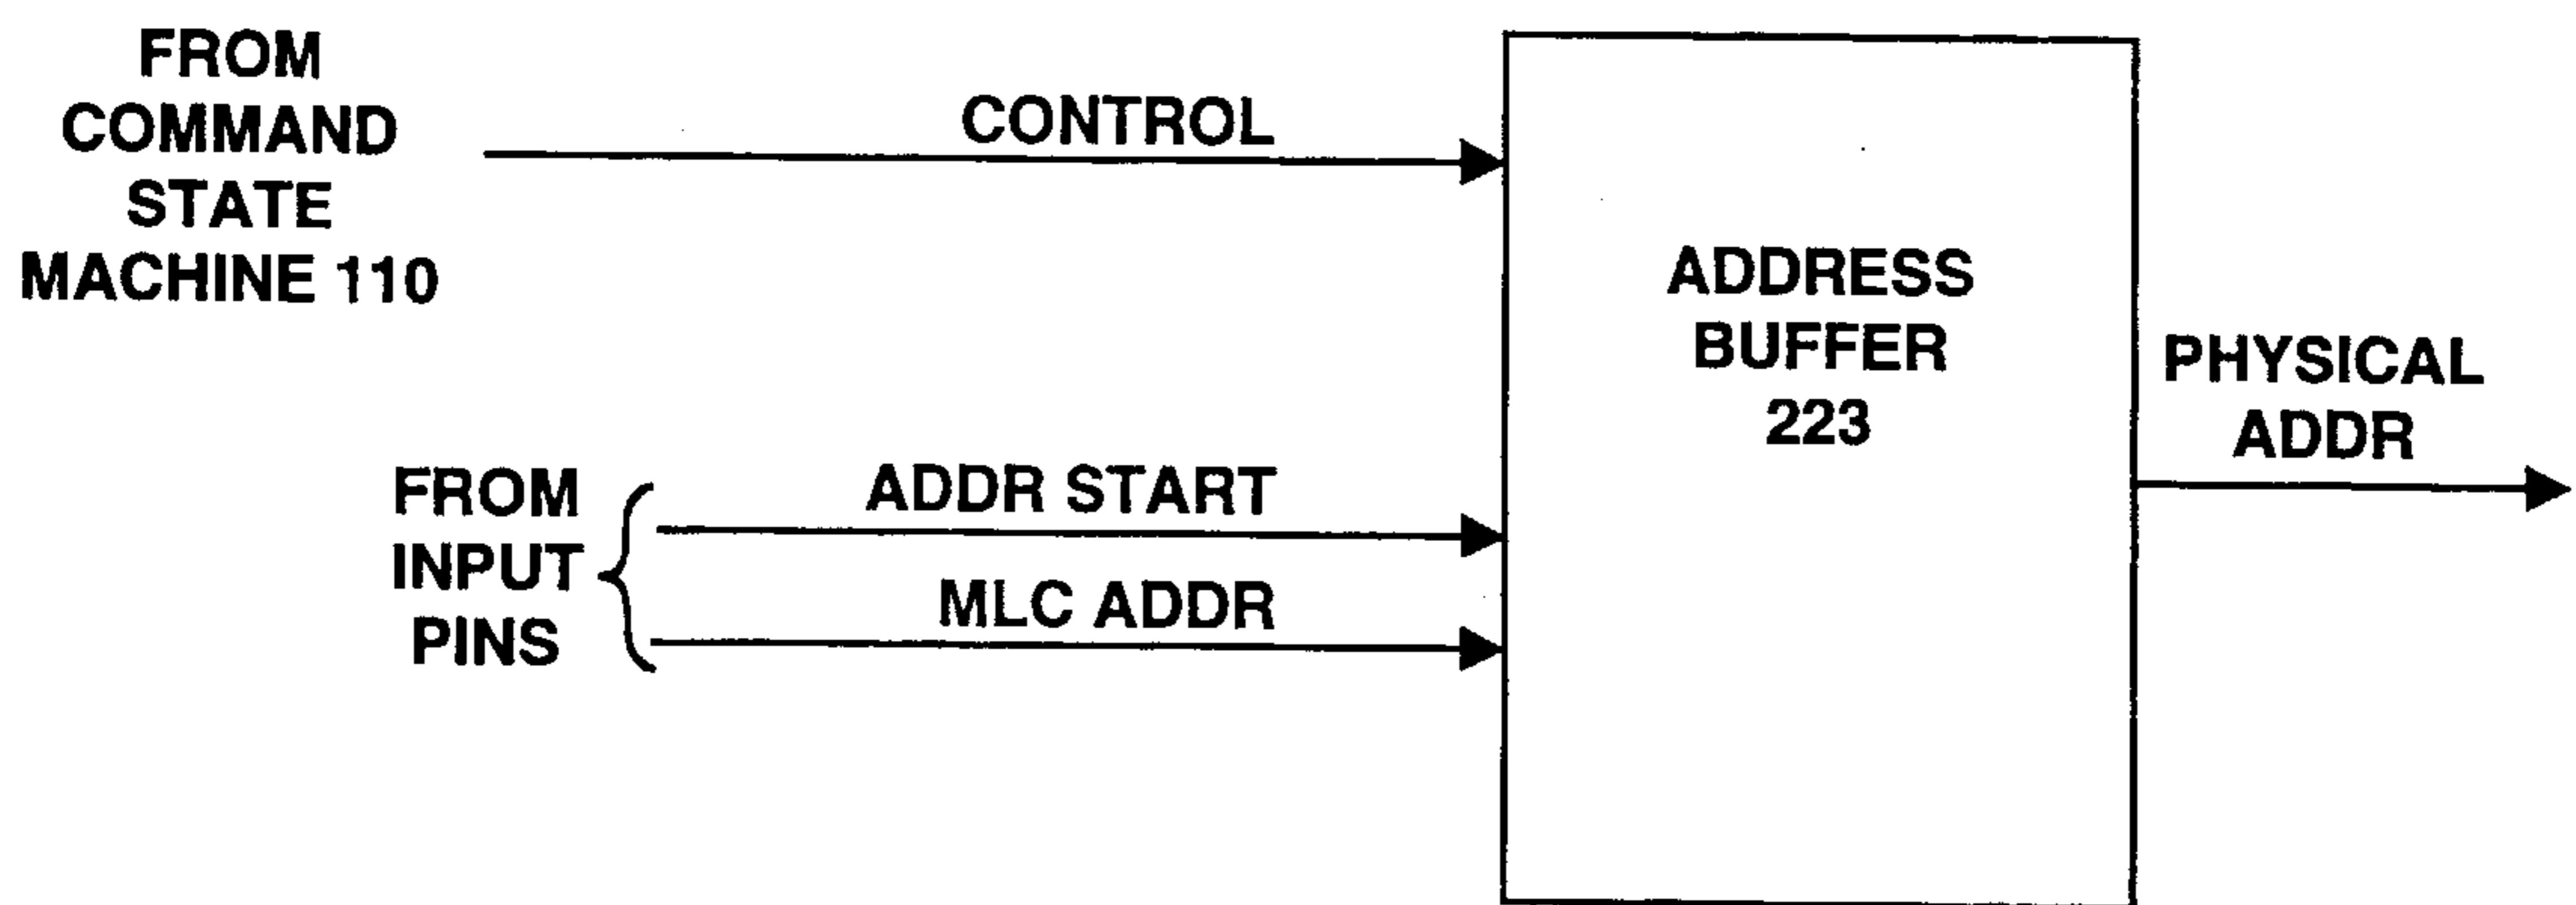 FROM
COMMAND
STATE
MACHINE 110
CONTROL
ADDRESS
BUFFER
223
PHYSICAL
ADDR
FROM
INPUT
PINS
ADDR START
MLC ADDR